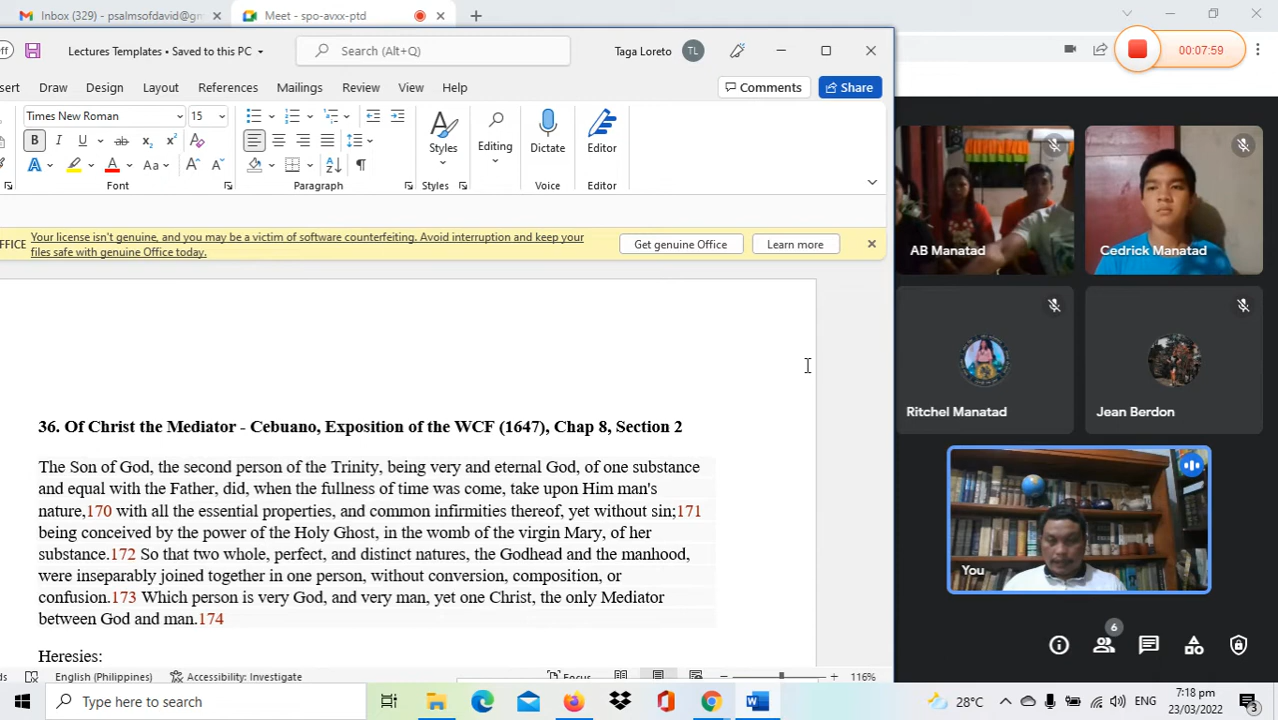 Inbox (329) - psalmsofdavid@gm
Meet - spo-avxx-ptd
00:07:59
off
Lectures Templates • Saved to this PC
Search (Alt+Q)
Taga Loreto
TL
sert
Draw
Design
Layout
References
Mailings
Review
View
Help
Comments
Share
Times New Roman
15
B
I
U
ab
x₂
x²
A
A
A
Aa
A
A
Font
Paragraph
Styles
Styles
Editing
Dictate
Voice
Editor
Editor
OFFICE
Your license isn't genuine, and you may be a victim of software counterfeiting. Avoid interruption and keep your
files safe with genuine Office today.
Get genuine Office
Learn more
36. Of Christ the Mediator - Cebuano, Exposition of the WCF (1647), Chap 8, Section 2
The Son of God, the second person of the Trinity, being very and eternal God, of one substance
and equal with the Father, did, when the fullness of time was come, take upon Him man's
nature,170 with all the essential properties, and common infirmities thereof, yet without sin;171
being conceived by the power of the Holy Ghost, in the womb of the virgin Mary, of her
substance.172 So that two whole, perfect, and distinct natures, the Godhead and the manhood,
were inseparably joined together in one person, without conversion, composition, or
confusion.173 Which person is very God, and very man, yet one Christ, the only Mediator
between God and man.174
Heresies:
rds
English (Philippines)
Accessibility: Investigate
Focus
116%
AB Manatad
Cedrick Manatad
Ritchel Manatad
Jean Berdon
You
6
Type here to search
28°C
ENG
7:18 pm
23/03/2022
3